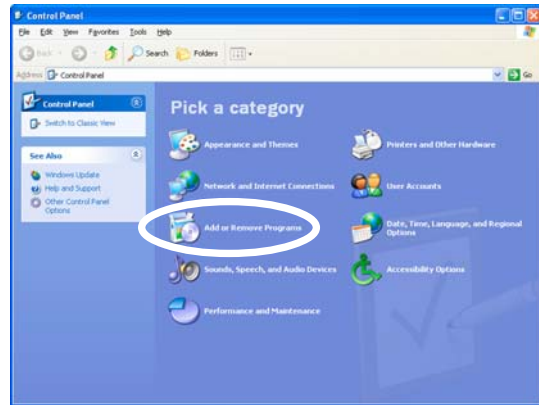 Control Panel
File Edit View Favorites Tools Help
Back Search Folders
Address Control Panel Go
Control Panel
Switch to Classic View
See Also
Windows Update
Help and Support
Other Control Panel
Options
Pick a category
Appearance and Themes
Printers and Other Hardware
Network and Internet Connections
User Accounts
Add or Remove Programs
Date, Time, Language, and Regional
Options
Sounds, Speech, and Audio Devices
Accessibility Options
Performance and Maintenance